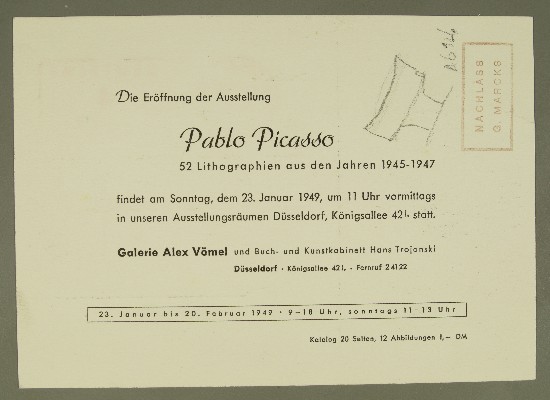 Die Eröffnung der Ausstellung
Pablo Picasso
52 Lithographien aus den Jahren 1945-1947
findet am Sonntag, dem 23. Januar 1949, um 11 Uhr vormittags
in unseren Ausstellungsräumen Düsseldorf, Königsallee 42 I. statt.
Galerie Alex Vömel und Buch- und Kunstkabinett Hans Trojanski
Düsseldorf · Königsallee 42 I. · Fernruf 24122
23. Januar bis 20. Februar 1949 · 9–18 Uhr, sonntags 11–13 Uhr
Katalog 20 Seiten, 12 Abbildungen 1,— DM
NACHLASS
G. MARCKS